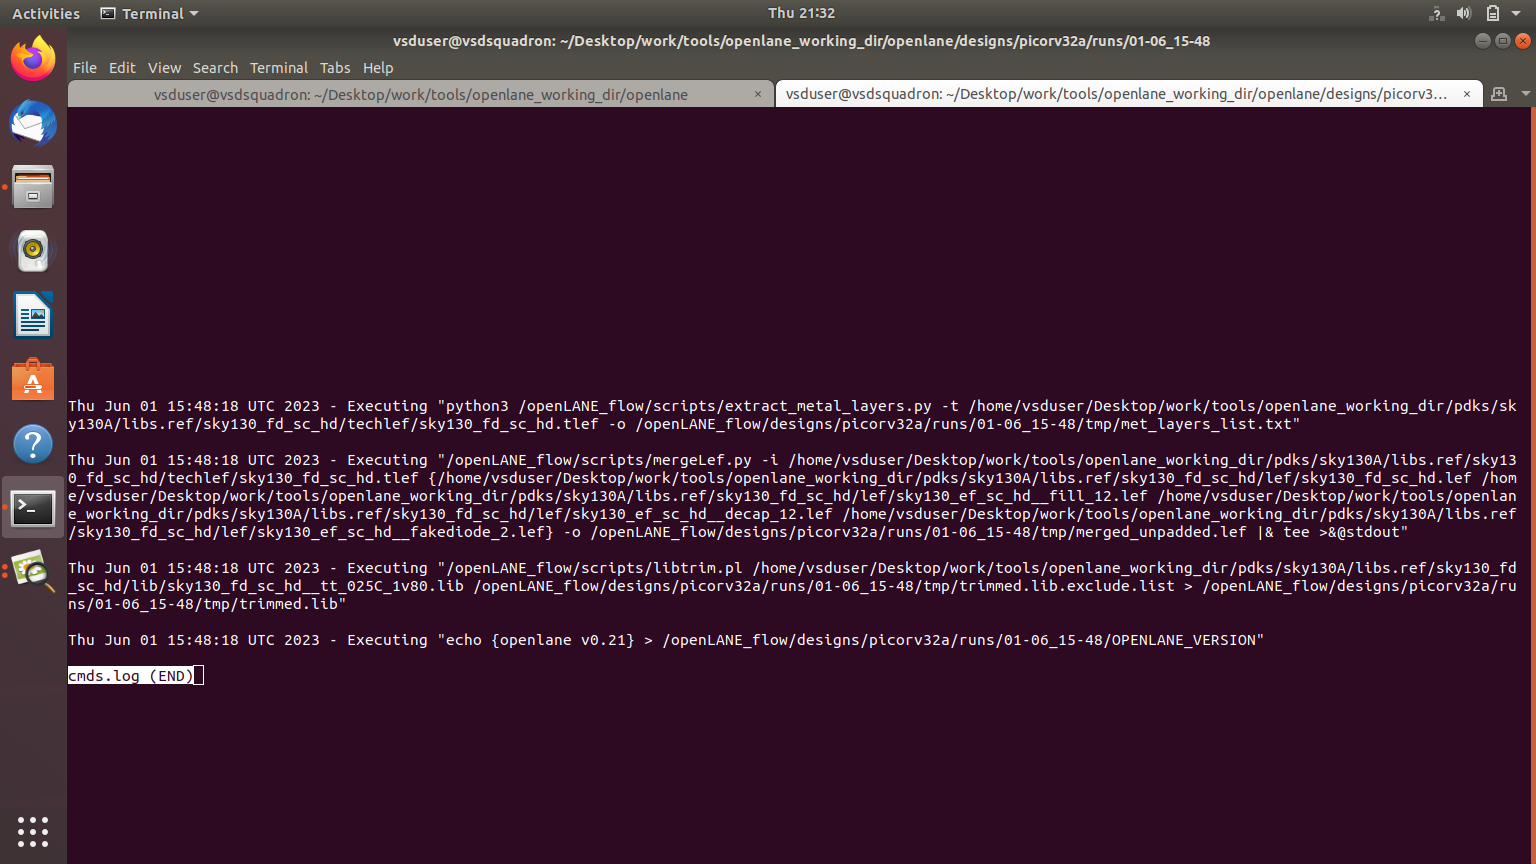 Activities
Terminal
Thu 21:32
vsduser@vsdsquadron: ~/Desktop/work/tools/openlane_working_dir/openlane/designs/picorv32a/runs/01-06_15-48
File Edit View Search Terminal Tabs Help
vsduser@vsdsquadron: ~/Desktop/work/tools/openlane_working_dir/openlane
vsduser@vsdsquadron: ~/Desktop/work/tools/openlane_working_dir/openlane/designs/picorv3...
Thu Jun 01 15:48:18 UTC 2023 - Executing "python3 /openLANE_flow/scripts/extract_metal_layers.py -t /home/vsduser/Desktop/work/tools/openlane_working_dir/pdks/sk
y130A/libs.ref/sky130_fd_sc_hd/techlef/sky130_fd_sc_hd.tlef -o /openLANE_flow/designs/picorv32a/runs/01-06_15-48/tmp/met_layers_list.txt"
Thu Jun 01 15:48:18 UTC 2023 - Executing "/openLANE_flow/scripts/mergeLef.py -i /home/vsduser/Desktop/work/tools/openlane_working_dir/pdks/sky130A/libs.ref/sky13
0_fd_sc_hd/techlef/sky130_fd_sc_hd.tlef {/home/vsduser/Desktop/work/tools/openlane_working_dir/pdks/sky130A/libs.ref/sky130_fd_sc_hd/lef/sky130_fd_sc_hd.lef /hom
e/vsduser/Desktop/work/tools/openlane_working_dir/pdks/sky130A/libs.ref/sky130_fd_sc_hd/lef/sky130_ef_sc_hd__fill_12.lef /home/vsduser/Desktop/work/tools/openlan
e_working_dir/pdks/sky130A/libs.ref/sky130_fd_sc_hd/lef/sky130_ef_sc_hd__decap_12.lef /home/vsduser/Desktop/work/tools/openlane_working_dir/pdks/sky130A/libs.ref
/sky130_fd_sc_hd/lef/sky130_ef_sc_hd__fakediode_2.lef} -o /openLANE_flow/designs/picorv32a/runs/01-06_15-48/tmp/merged_unpadded.lef |& tee >&@stdout"
Thu Jun 01 15:48:18 UTC 2023 - Executing "/openLANE_flow/scripts/libtrim.pl /home/vsduser/Desktop/work/tools/openlane_working_dir/pdks/sky130A/libs.ref/sky130_fd
_sc_hd/lib/sky130_fd_sc_hd__tt_025C_1v80.lib /openLANE_flow/designs/picorv32a/runs/01-06_15-48/tmp/trimmed.lib.exclude.list > /openLANE_flow/designs/picorv32a/ru
ns/01-06_15-48/tmp/trimmed.lib"
Thu Jun 01 15:48:18 UTC 2023 - Executing "echo {openlane v0.21} > /openLANE_flow/designs/picorv32a/runs/01-06_15-48/OPENLANE_VERSION"
cmds.log (END)